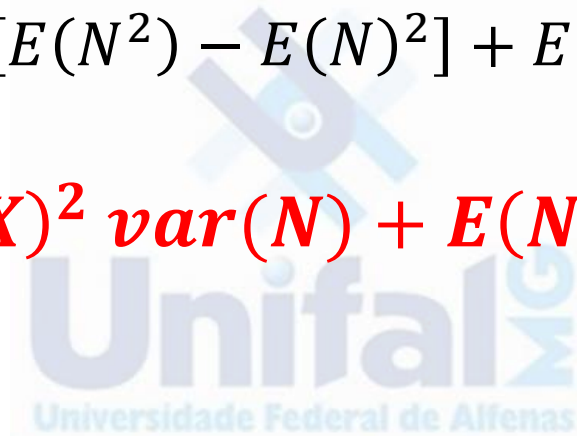 [E(N²) − E(N)²] + E
X)² var(N) + E(N
Unifal MG
Universidade Federal de Alfenas